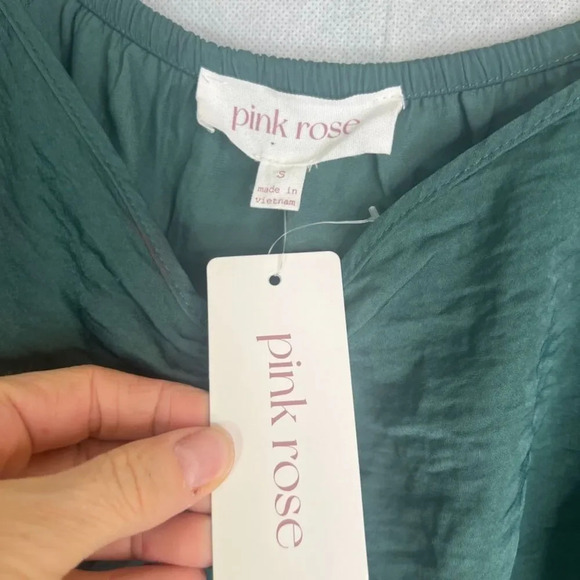 pink rose
S
made in
vietnam
pink rose